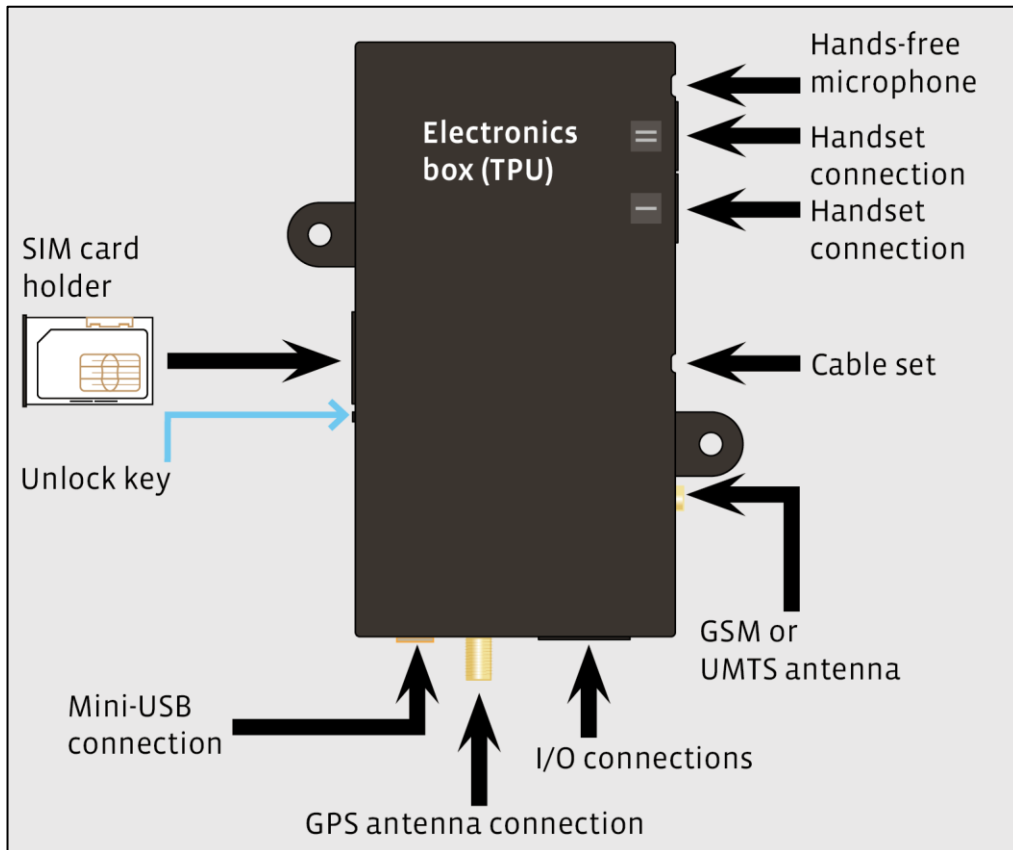 Hands-free
microphone
Electronics
box (TPU)
Handset
connection
Handset
connection
SIM card
holder
Cable set
Unlock key
GSM or
UMTS antenna
Mini-USB
connection
I/O connections
GPS antenna connection